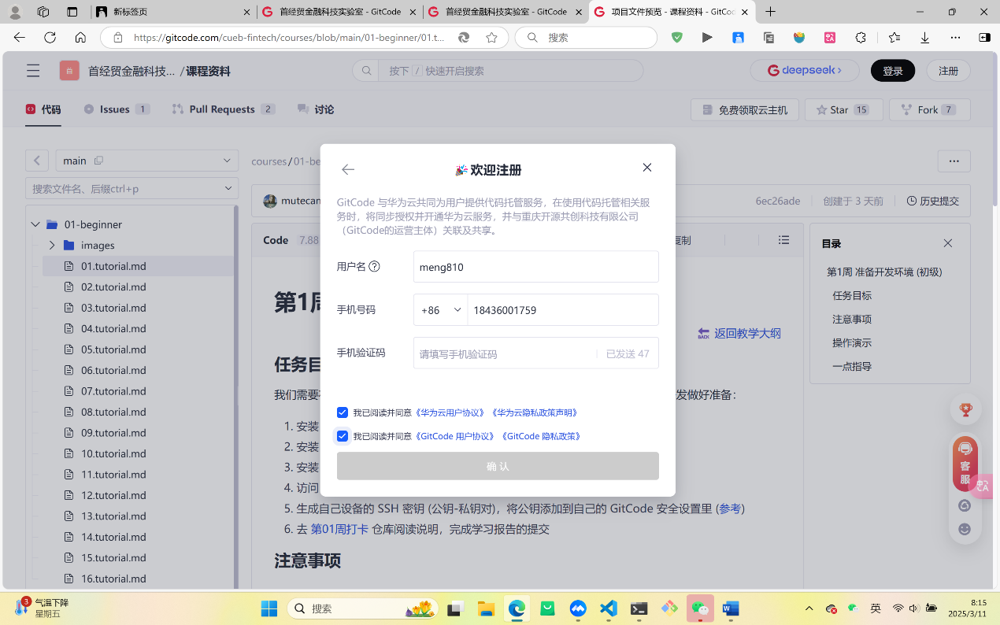 新标签页
首经贸金融科技实验室 - GitCode
首经贸金融科技实验室 - GitCode
项目文件预览 - 课程资料 - GitCod
https://gitcode.com/cueb-fintech/courses/blob/main/01-beginner/01.t...
搜索
首经贸金融科技... /课程资料
按下 / 快速开启搜索
deepseek
登录
注册
代码
Issues 1
Pull Requests 2
讨论
免费领取云主机
Star 15
Fork 7
main
courses/01-be
搜索文件名、后缀ctrl+p
mutecam
6ec26ade
创建于 3 天前
历史提交
01-beginner
images
01.tutorial.md
02.tutorial.md
03.tutorial.md
04.tutorial.md
05.tutorial.md
06.tutorial.md
07.tutorial.md
08.tutorial.md
09.tutorial.md
10.tutorial.md
11.tutorial.md
12.tutorial.md
13.tutorial.md
14.tutorial.md
15.tutorial.md
16.tutorial.md
Code 7.88
复制
第1周
BACK 返回教学大纲
任务目
我们需要
发做好准备：
1. 安装
2. 安装
3. 安装
4. 访问
5. 生成自己设备的 SSH 密钥 (公钥-私钥对)，将公钥添加到自己的 GitCode 安全设置里 (参考)
6. 去 第01周打卡 仓库阅读说明，完成学习报告的提交
注意事项
目录
第1周 准备开发环境 (初级)
任务目标
注意事项
操作演示
一点指导
客服
欢迎注册
GitCode 与华为云共同为用户提供代码托管服务，在使用代码托管相关服
务时，将同步授权并开通华为云服务，并与重庆开源共创科技有限公司
（GitCode的运营主体）关联及共享。
用户名
meng810
手机号码
+86
18436001759
手机验证码
请填写手机验证码
已发送 47
我已阅读并同意《华为云用户协议》《华为云隐私政策声明》
我已阅读并同意《GitCode 用户协议》《GitCode 隐私政策》
确 认
3
气温下降
星期五
搜索
英
8:15
2025/3/11